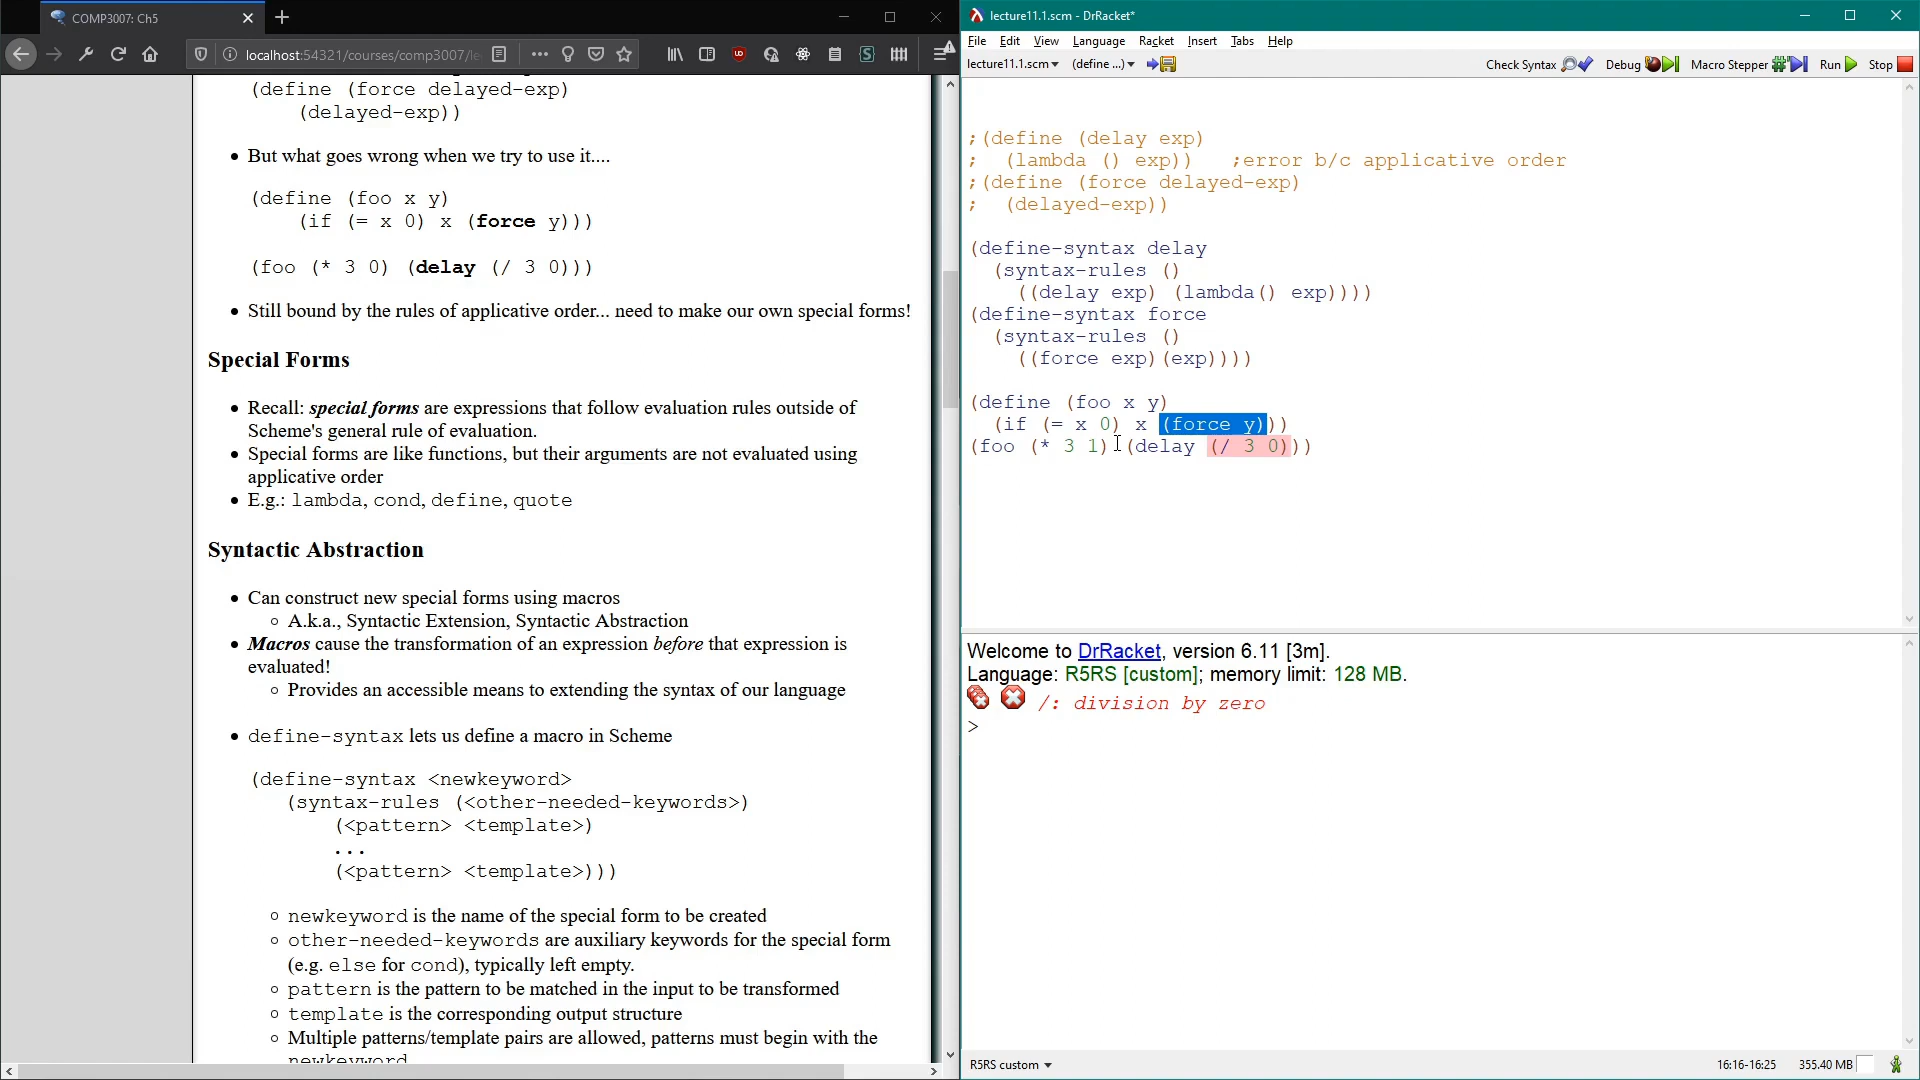 COMP3007: Ch5
localhost:54321/courses/comp3007/le
(define (force delayed-exp)
(delayed-exp))
• But what goes wrong when we try to use it....
(define (foo x y)
(if (= x 0) x (force y)))
(foo (* 3 0) (delay (/ 3 0)))
• Still bound by the rules of applicative order... need to make our own special forms!
Special Forms
• Recall: special forms are expressions that follow evaluation rules outside of
Scheme's general rule of evaluation.
• Special forms are like functions, but their arguments are not evaluated using
applicative order
• E.g.: lambda, cond, define, quote
Syntactic Abstraction
• Can construct new special forms using macros
○ A.k.a., Syntactic Extension, Syntactic Abstraction
• Macros cause the transformation of an expression before that expression is
evaluated!
○ Provides an accessible means to extending the syntax of our language
• define-syntax lets us define a macro in Scheme
(define-syntax <newkeyword>
(syntax-rules (<other-needed-keywords>)
(<pattern> <template>)
...
(<pattern> <template>)))
○ newkeyword is the name of the special form to be created
○ other-needed-keywords are auxiliary keywords for the special form
(e.g. else for cond), typically left empty.
○ pattern is the pattern to be matched in the input to be transformed
○ template is the corresponding output structure
○ Multiple patterns/template pairs are allowed, patterns must begin with the
newkeyword
lecture11.1.scm - DrRacket*
File Edit View Language Racket Insert Tabs Help
lecture11.1.scm▾ (define ...)▾ Check Syntax Debug Macro Stepper Run Stop
;(define (delay exp)
;  (lambda () exp))   ;error b/c applicative order
;(define (force delayed-exp)
;  (delayed-exp))
(define-syntax delay
(syntax-rules ()
((delay exp) (lambda() exp))))
(define-syntax force
(syntax-rules ()
((force exp)(exp))))
(define (foo x y)
(if (= x 0) x (force y)))
(foo (* 3 1) (delay (/ 3 0)))
Welcome to DrRacket, version 6.11 [3m].
Language: R5RS [custom]; memory limit: 128 MB.
/: division by zero
>
R5RS custom ▾ 16:16-16:25 355.40 MB